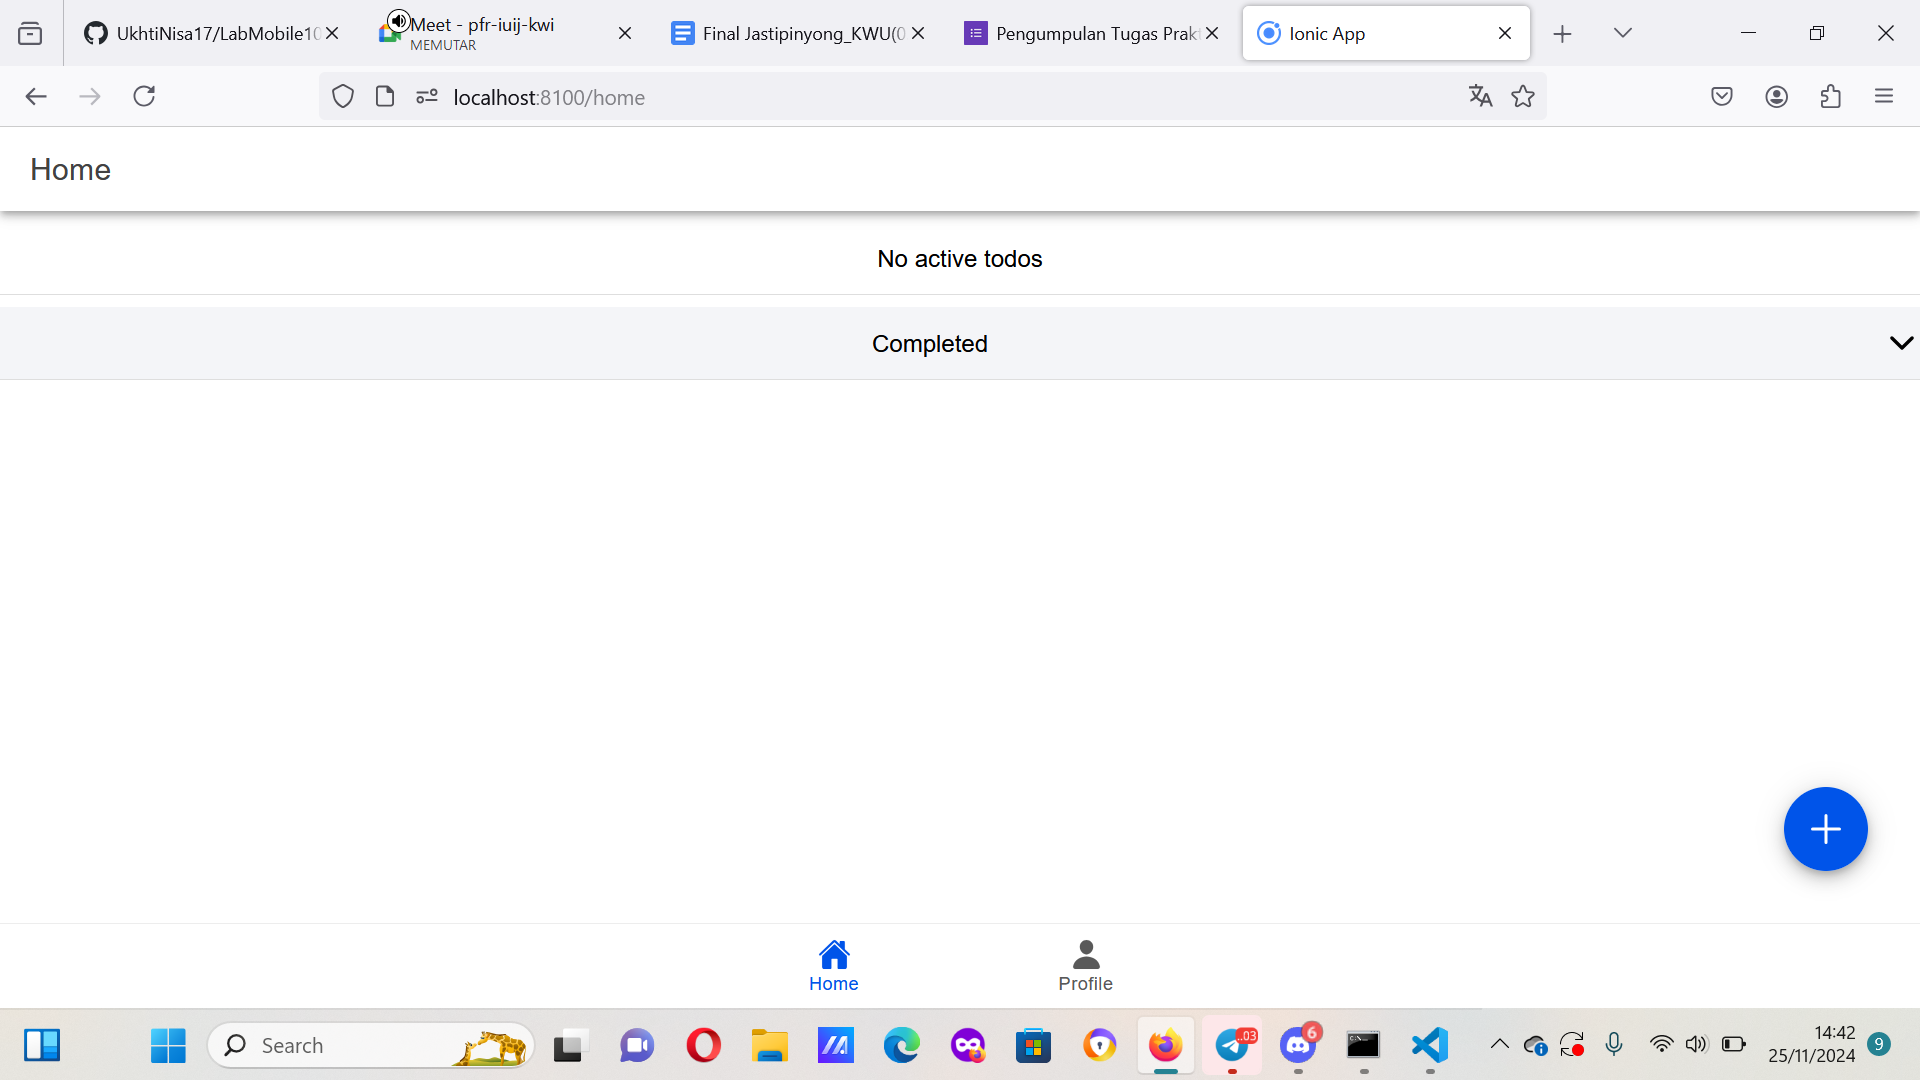 UkhtiNisa17/LabMobile10
Meet - pfr-iuij-kwi
MEMUTAR
Final Jastipinyong_KWU(0
Pengumpulan Tugas Prakt
Ionic App
localhost:8100/home
Home
No active todos
Completed
Home
Profile
Search
..03
6
14:42
25/11/2024
9